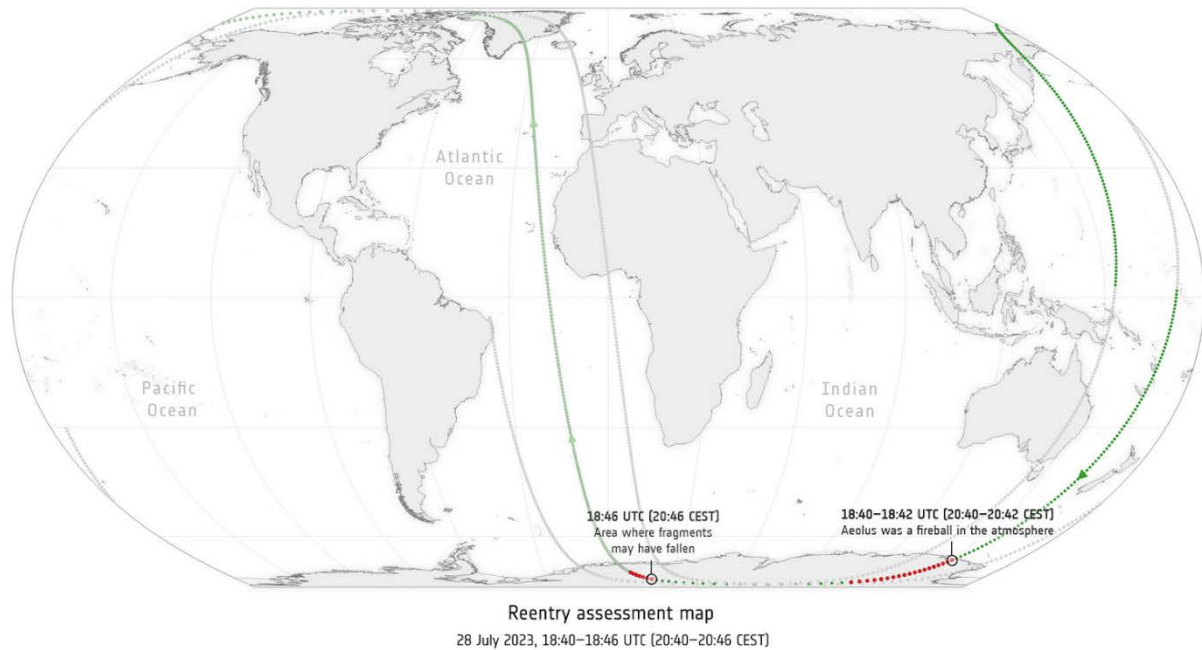 Atlantic
Ocean
Pacific
Ocean
Indian
Ocean
18:46 UTC (20:46 CEST)
Area where fragments
may have fallen
18:40–18:42 UTC (20:40–20:42 CEST)
Aeolus was a fireball in the atmosphere
Reentry assessment map
28 July 2023, 18:40–18:46 UTC (20:40–20:46 CEST)